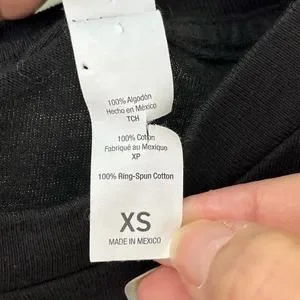 100% Algodón
Hecho en México
TCH
100% Coton
Fabriqué au Mexique
XP
100% Ring-Spun Cotton
XS
MADE IN MEXICO